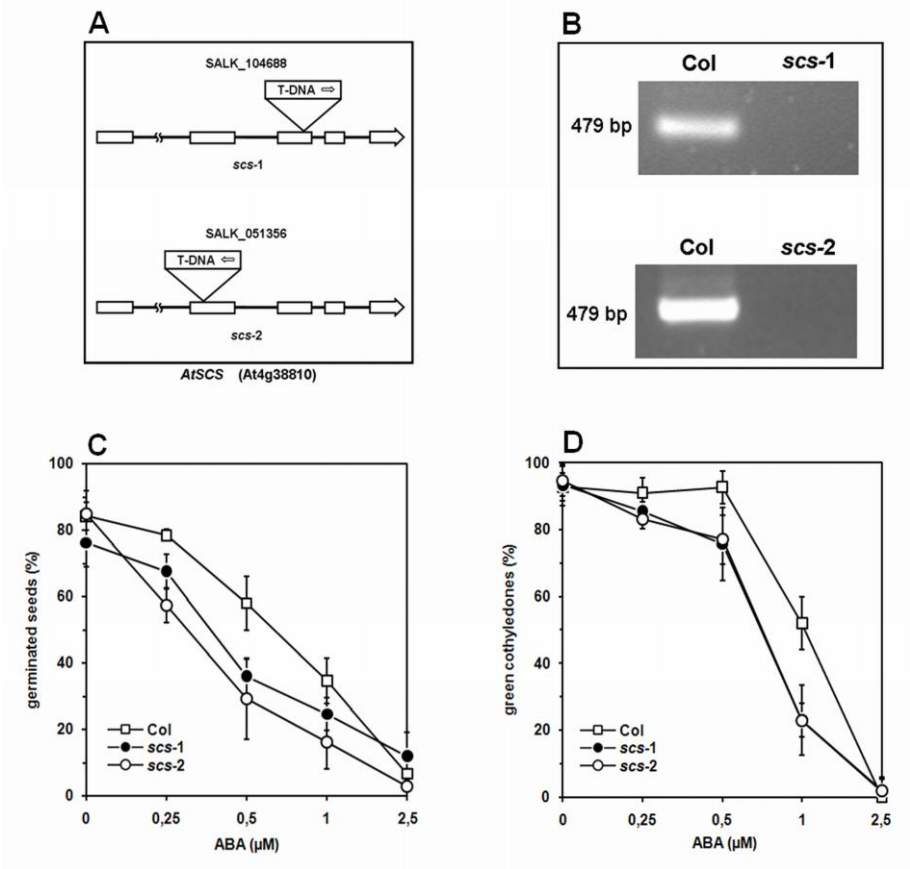 A
SALK_104688
T-DNA ⇨
scs-1
SALK_051356
T-DNA ⇦
scs-2
AtSCS (At4g38810)
B
Col scs-1
479 bp
Col scs-2
479 bp
C
100
80
60
40
20
0
germinated seeds (%)
Col
scs-1
scs-2
0 0,25 0,5 1 2,5
ABA (µM)
D
100
80
60
40
20
0
green cothyledones (%)
Col
scs-1
scs-2
0 0,25 0,5 1 2,5
ABA (µM)